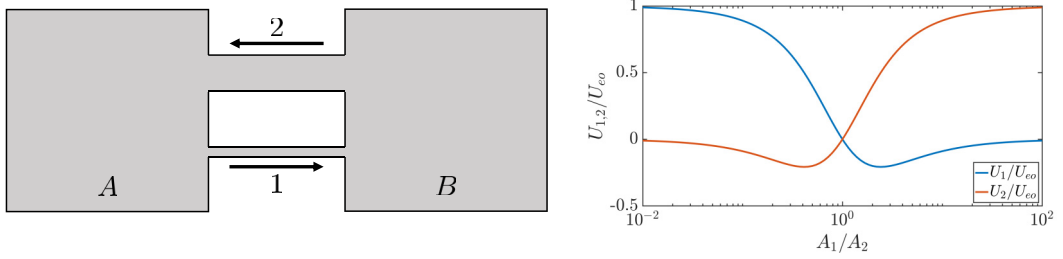 2
A
B
1
1
0.5
0
-0.5
U_{1,2}/U_{eo}
U_1/U_{eo}
U_2/U_{eo}
10^{-2}
10^0
10^2
A_1/A_2